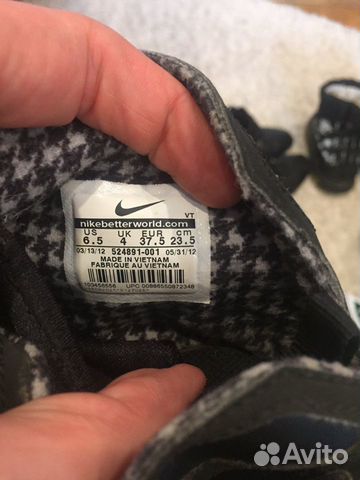 VT
nikebetterworld.com
US UK EUR cm
6.5 4 37.5 23.5
03/13/12 524891-001 05/31/12
MADE IN VIETNAM
FABRIQUE AU VIETNAM
UPC 00886550872348
Avito